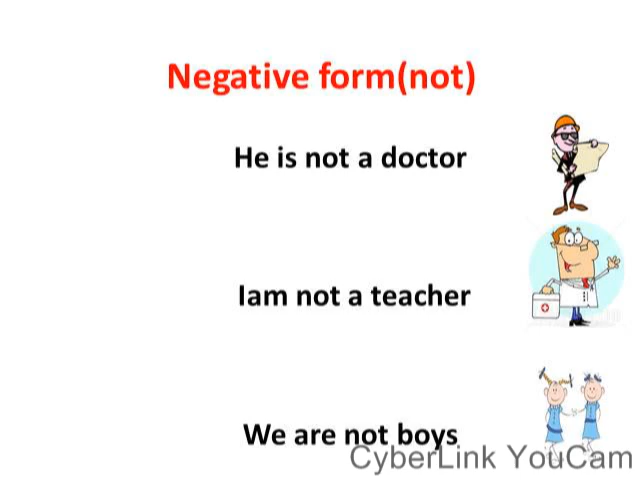 Negative form(not)
He is not a doctor
Iam not a teacher
We are not boys
CyberLink YouCam